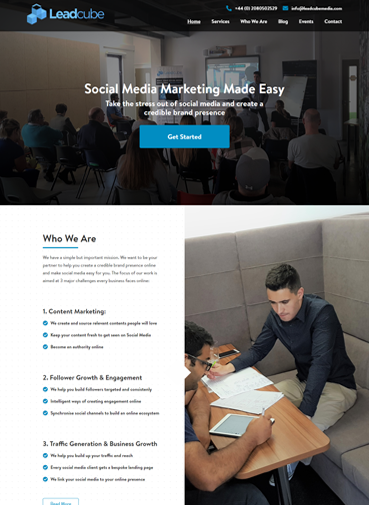 Leadcube
+44 (0) 2080502529 info@leadcubemedia.com
Home Services Who We Are Blog Events Contact
Social Media Marketing Made Easy
Take the stress out of social media and create a
credible brand presence
Get Started
Who We Are
We have a simple but important mission. We want to be your
partner to help you create a credible brand presence online
and make social media easy for you. The focus of our work is
aimed at 3 major challenges every business faces online:
1. Content Marketing:
We create and source relevant contents people will love
Keep your content fresh to get seen on Social Media
Become an authority online
2. Follower Growth & Engagement
We help you build followers targeted and consistently
Intelligent ways of creating engagement online
Synchronise social channels to build an online ecosystem
3. Traffic Generation & Business Growth
We help you build up your traffic and reach
Every social media client gets a bespoke landing page
We link your social media to your online presence
Read More